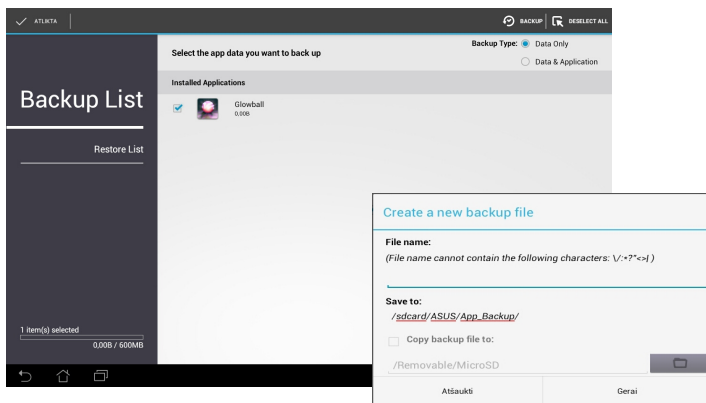 ATLIKTA
BACKUP
DESELECT ALL
Select the app data you want to back up
Backup Type:
Data Only
Data & Application
Backup List
Restore List
Installed Applications
Glowball
0.00B
1 item(s) selected
0,00B / 600MB
Create a new backup file
File name:
(File name cannot contain the following characters: \/:*?"<>| )
Save to:
/sdcard/ASUS/App_Backup/
Copy backup file to:
/Removable/MicroSD
Atšaukti
Gerai